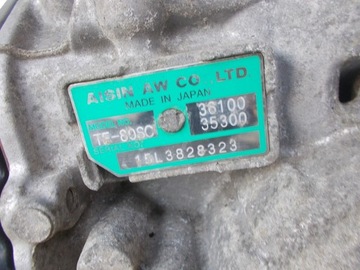 AISIN AW CO.,LTD
MADE IN JAPAN
36100
TF-80SC 35300
15L3828323